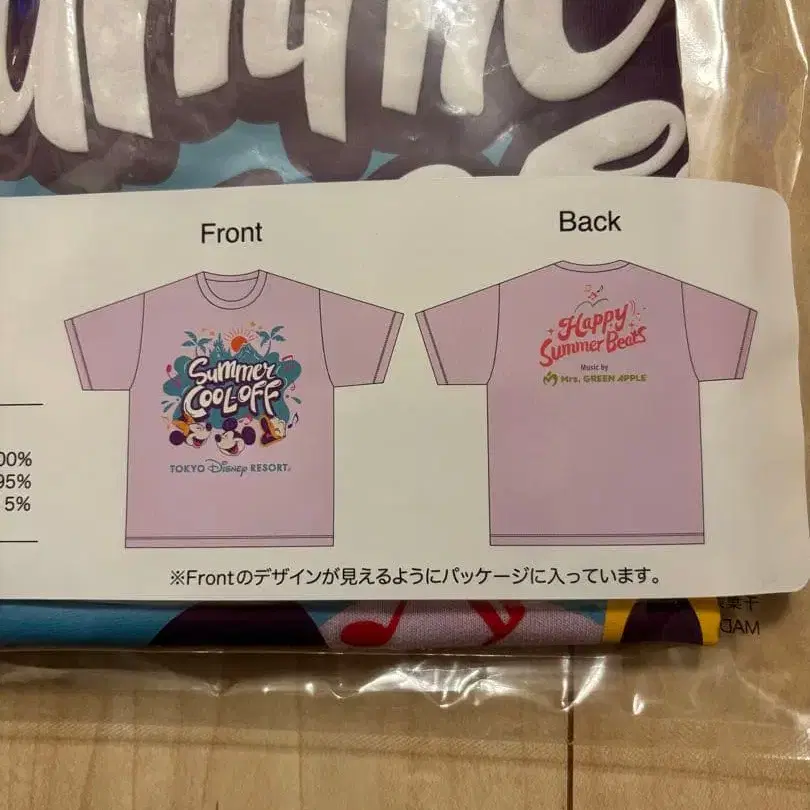 Summe
Front
Back
Summer
COOL-OFF
TOKYO Disney RESORT®
Happy
Summer Beats
Music by
Mrs. GREEN APPLE
00%
95%
5%
※Frontのデザインが見えるようにパッケージに入っています。
JAM